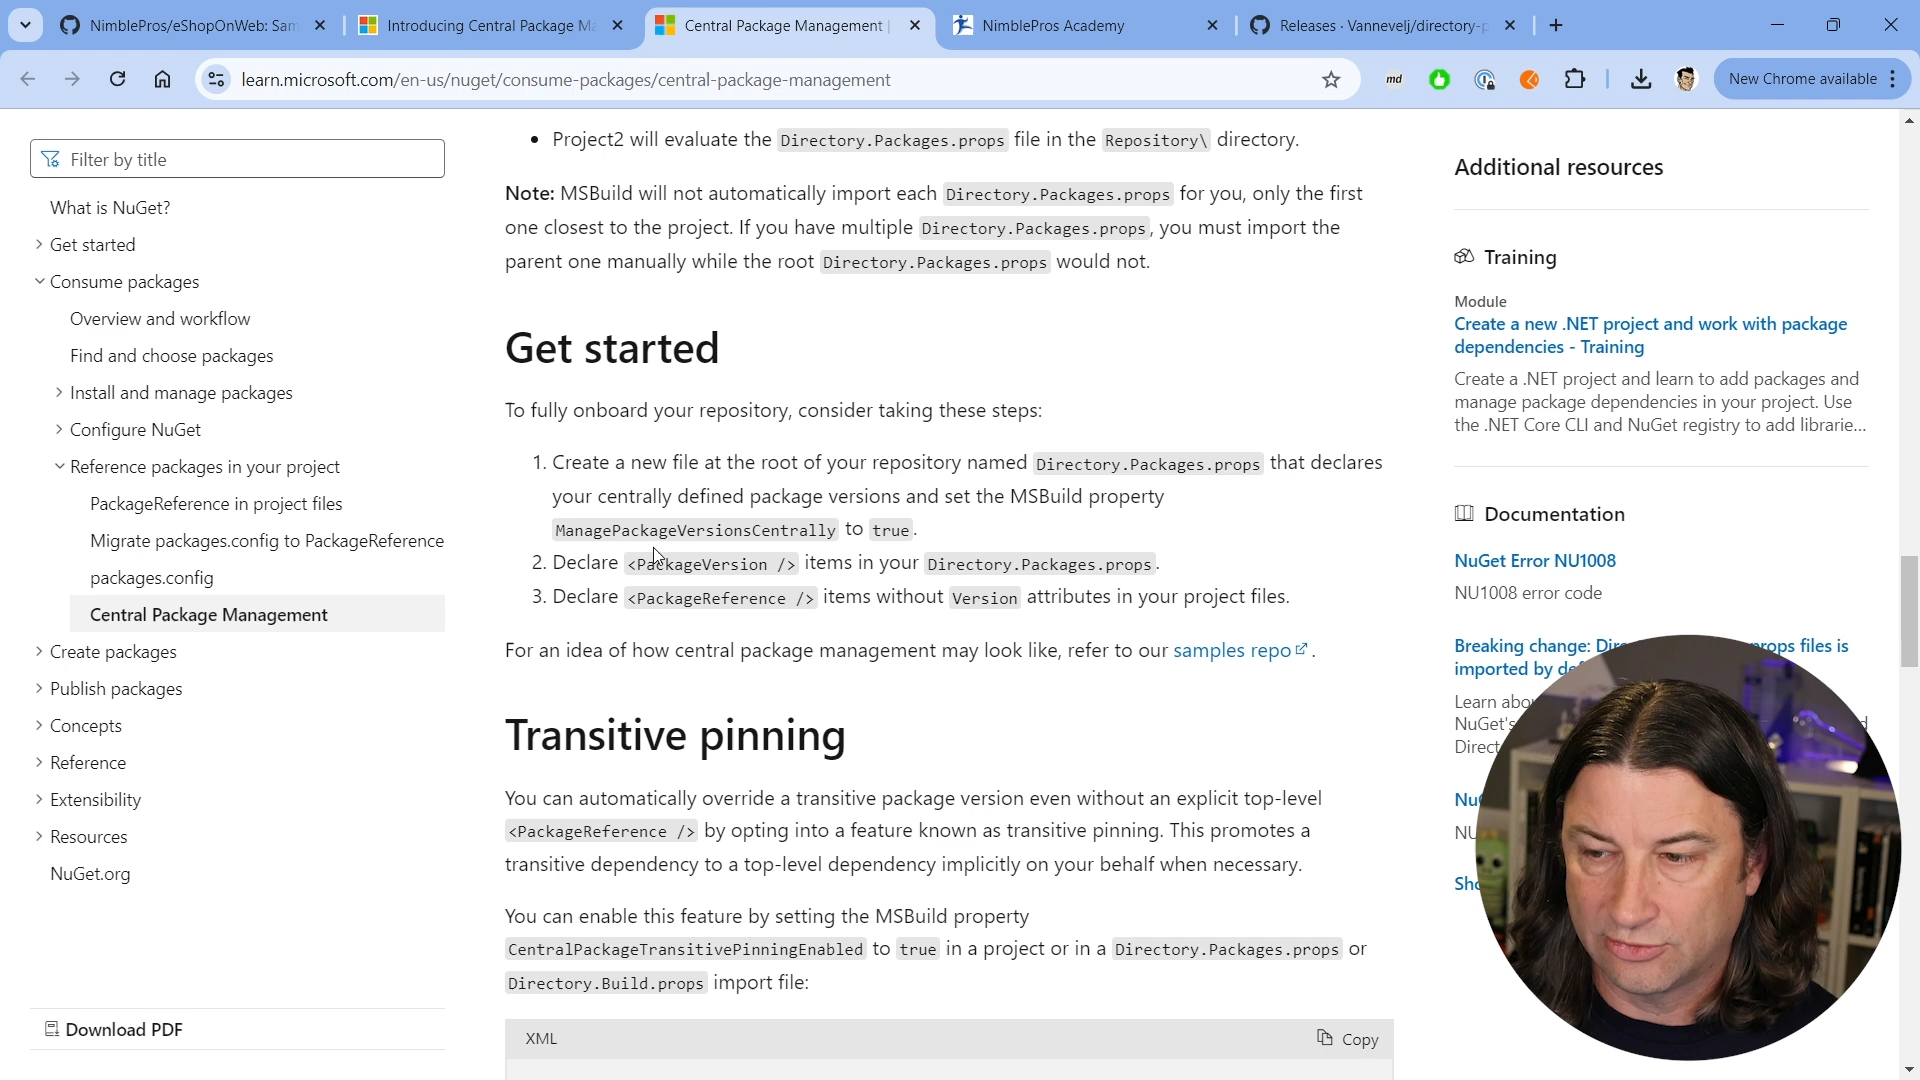 NimblePros/eShopOnWeb: Sam
Introducing Central Package Ma
Central Package Management |
NimblePros Academy
Releases · Vannevelj/directory-p
learn.microsoft.com/en-us/nuget/consume-packages/central-package-management
md
New Chrome available
Filter by title
What is NuGet?
Get started
Consume packages
Overview and workflow
Find and choose packages
Install and manage packages
Configure NuGet
Reference packages in your project
PackageReference in project files
Migrate packages.config to PackageReference
packages.config
Central Package Management
Create packages
Publish packages
Concepts
Reference
Extensibility
Resources
NuGet.org
Download PDF
• Project2 will evaluate the Directory.Packages.props file in the Repository\ directory.
Note: MSBuild will not automatically import each Directory.Packages.props for you, only the first
one closest to the project. If you have multiple Directory.Packages.props, you must import the
parent one manually while the root Directory.Packages.props would not.
Get started
To fully onboard your repository, consider taking these steps:
1. Create a new file at the root of your repository named Directory.Packages.props that declares
your centrally defined package versions and set the MSBuild property
ManagePackageVersionsCentrally to true.
2. Declare <PackageVersion /> items in your Directory.Packages.props.
3. Declare <PackageReference /> items without Version attributes in your project files.
For an idea of how central package management may look like, refer to our samples repo.
Transitive pinning
You can automatically override a transitive package version even without an explicit top-level
<PackageReference /> by opting into a feature known as transitive pinning. This promotes a
transitive dependency to a top-level dependency implicitly on your behalf when necessary.
You can enable this feature by setting the MSBuild property
CentralPackageTransitivePinningEnabled to true in a project or in a Directory.Packages.props or
Directory.Build.props import file:
XML
Copy
Additional resources
Training
Module
Create a new .NET project and work with package
dependencies - Training
Create a .NET project and learn to add packages and
manage package dependencies in your project. Use
the .NET Core CLI and NuGet registry to add librarie...
Documentation
NuGet Error NU1008
NU1008 error code
Breaking change: props files is
imported by
Learn
NuGet's